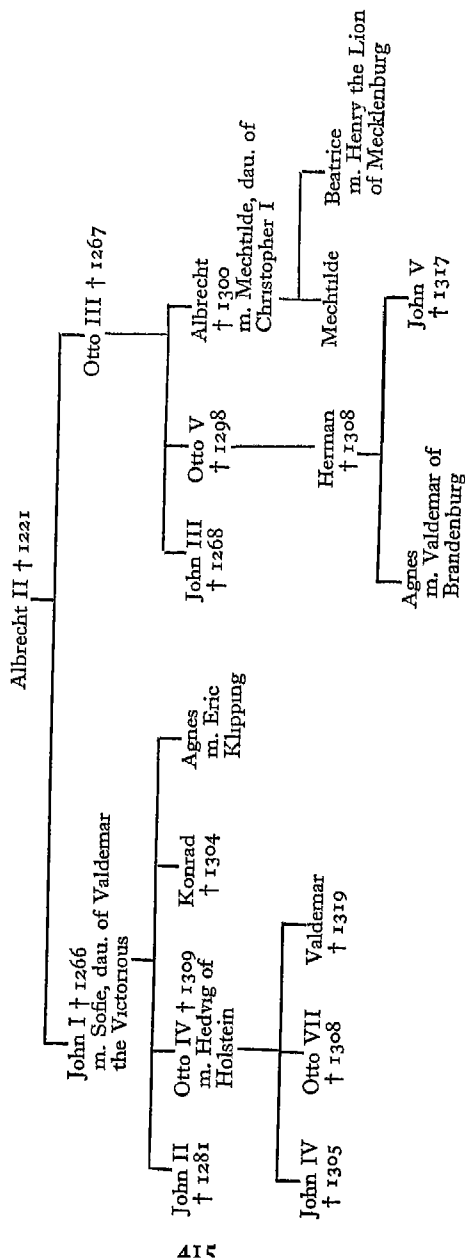 Albrecht II † 1221
John I † 1266
m. Sofie, dau. of Valdemar
the Victorious
Otto III † 1267
John II
† 1281
Otto IV † 1309
m. Hedvig of
Holstein
Konrad
† 1304
Agnes
m. Eric
Klipping
John III
† 1268
Otto V
† 1298
Albrecht
† 1300
m. Mechtilde, dau. of
Christopher I
John IV
† 1305
Otto VII
† 1308
Valdemar
† 1319
Herman
† 1308
Mechtilde
Beatrice
m. Henry the Lion
of Mecklenburg
Agnes
m. Valdemar of
Brandenburg
John V
† 1317